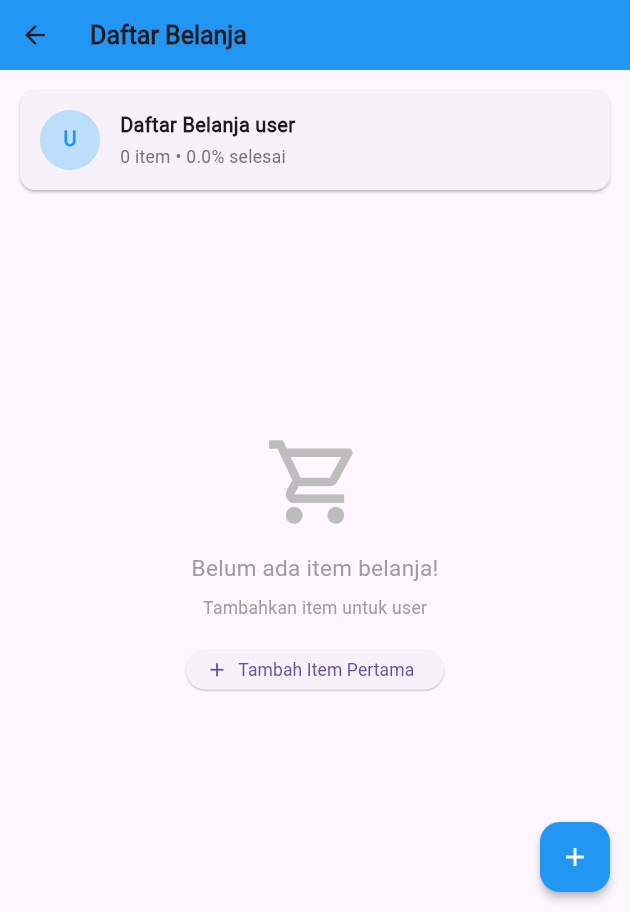 Daftar Belanja
U
Daftar Belanja user
0 item • 0.0% selesai
Belum ada item belanja!
Tambahkan item untuk user
+ Tambah Item Pertama
+